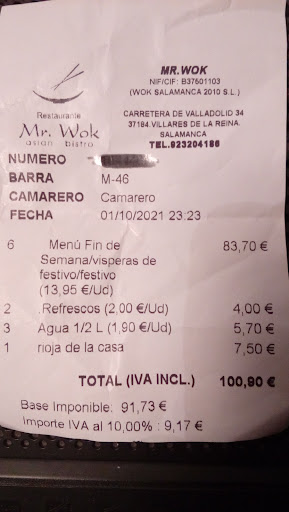 Restaurante
Mr. Wok
asian bistro
MR.WOK
NIF/CIF: B37501103
(WOK SALAMANCA 2010 S.L.)
CARRETERA DE VALLADOLID 34
37184.VILLARES DE LA REINA.
SALAMANCA
TEL.923204186
NUMERO
BARRA M-46
CAMARERO Camarero
FECHA 01/10/2021 23:23
6 Menú Fin de 83,70 €
Semana/visperas de
festivo/festivo
(13,95 €/Ud)
2 Refrescos (2,00 €/Ud) 4,00 €
3 Agua 1/2 L (1,90 €/Ud) 5,70 €
1 rioja de la casa 7,50 €
TOTAL (IVA INCL.) 100,90 €
Base Imponible: 91,73 €
Importe IVA al 10,00% : 9,17 €